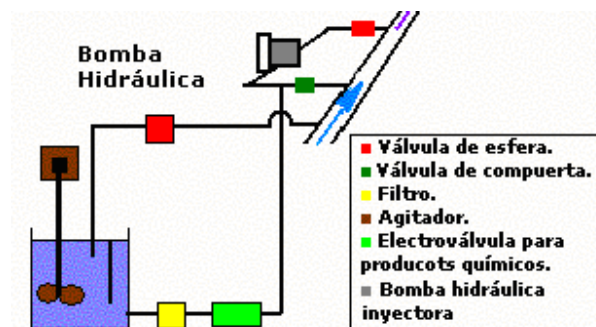 Bomba
Hidráulica
Válvula de esfera.
Válvula de compuerta.
Filtro.
Agitador.
Electroválvula para
producots químicos.
Bomba hidráulica
inyectora